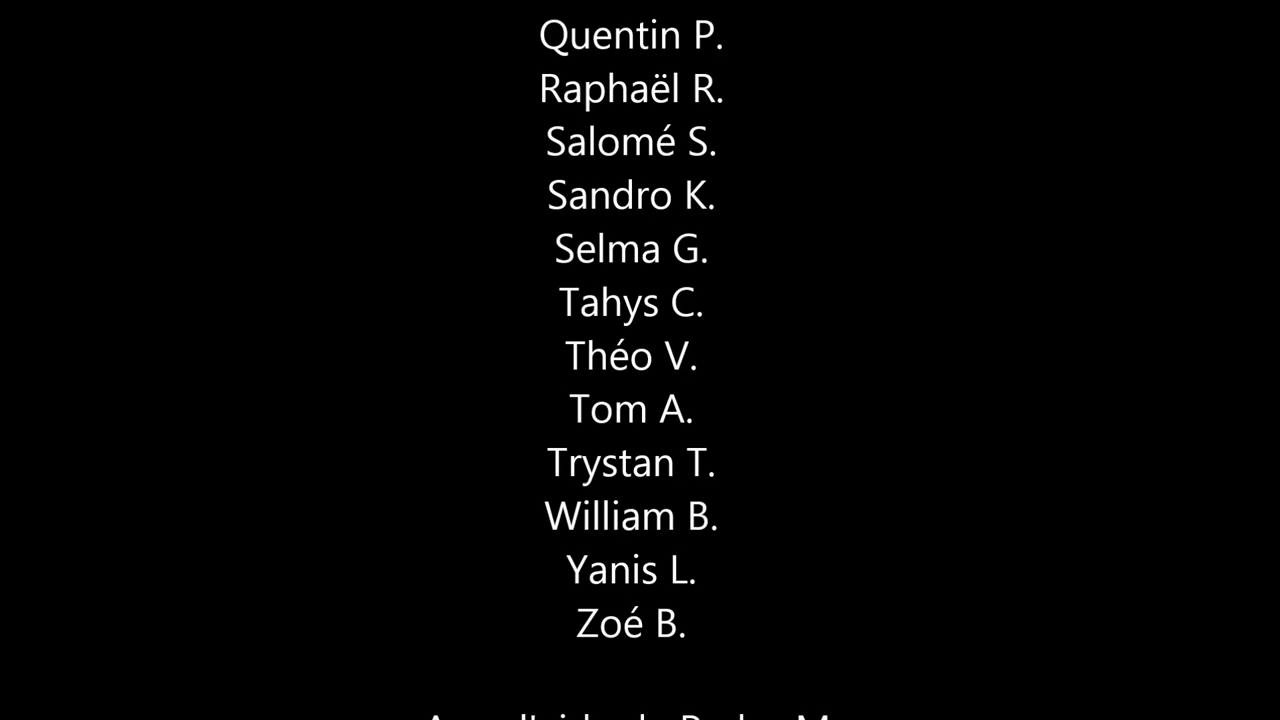 Quentin P.
Raphaël R.
Salomé S.
Sandro K.
Selma G.
Tahys C.
Théo V.
Tom A.
Trystan T.
William B.
Yanis L.
Zoé B.